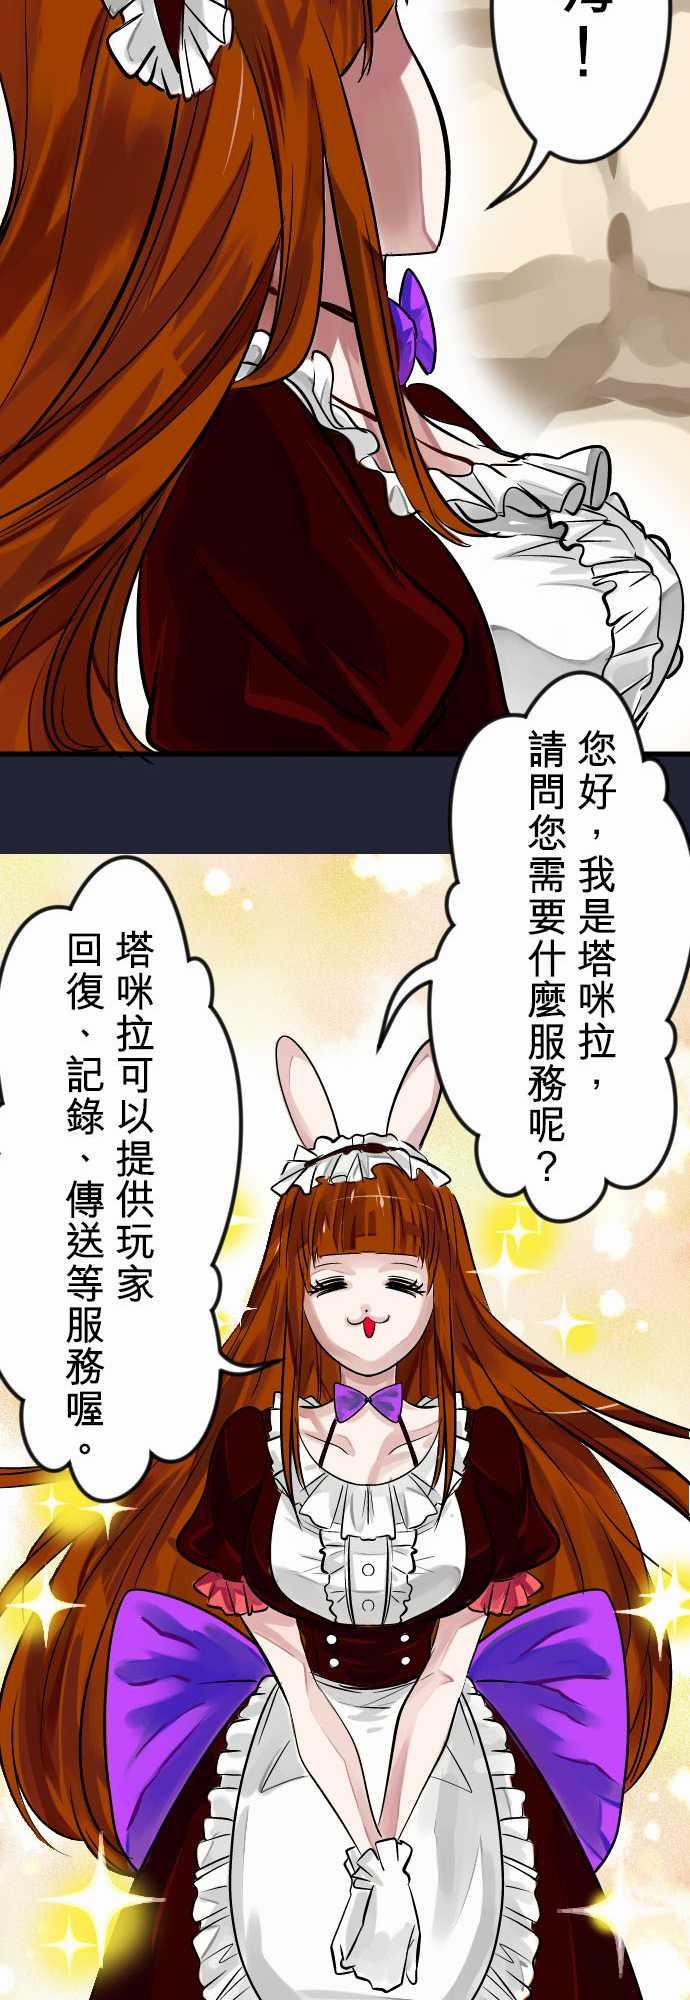 ！
您好，我是塔咪拉，
請問您需要什麼服務呢？
塔咪拉可以提供玩家
回復、記錄、傳送等服務喔。